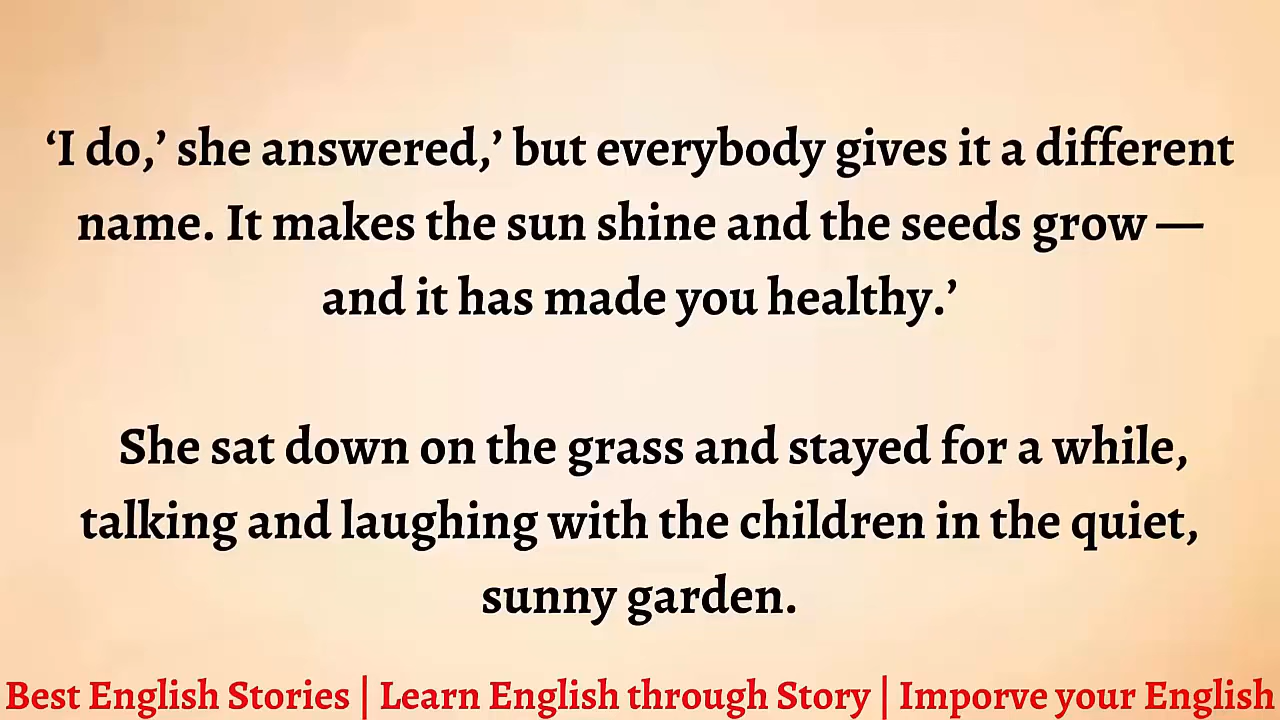 ‘I do,’ she answered,’ but everybody gives it a different
name. It makes the sun shine and the seeds grow —
and it has made you healthy.’
She sat down on the grass and stayed for a while,
talking and laughing with the children in the quiet,
sunny garden.
Best English Stories | Learn English through Story | Imporve your English